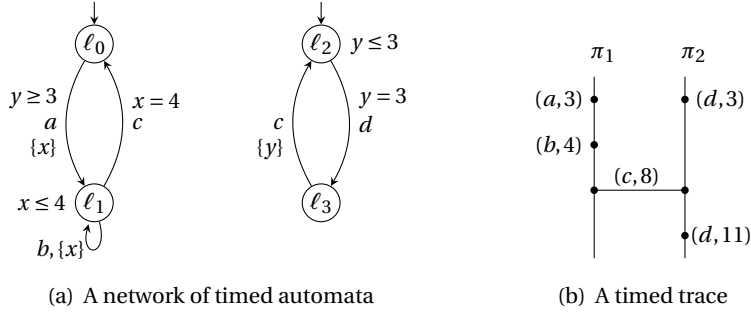 ℓ0
y ≥ 3
a
{x}
x = 4
c
x ≤ 4
ℓ1
b, {x}
ℓ2
y ≤ 3
y = 3
d
c
{y}
ℓ3
(a) A network of timed automata
π1 π2
(a, 3) (d, 3)
(b, 4)
(c, 8)
(d, 11)
(b) A timed trace